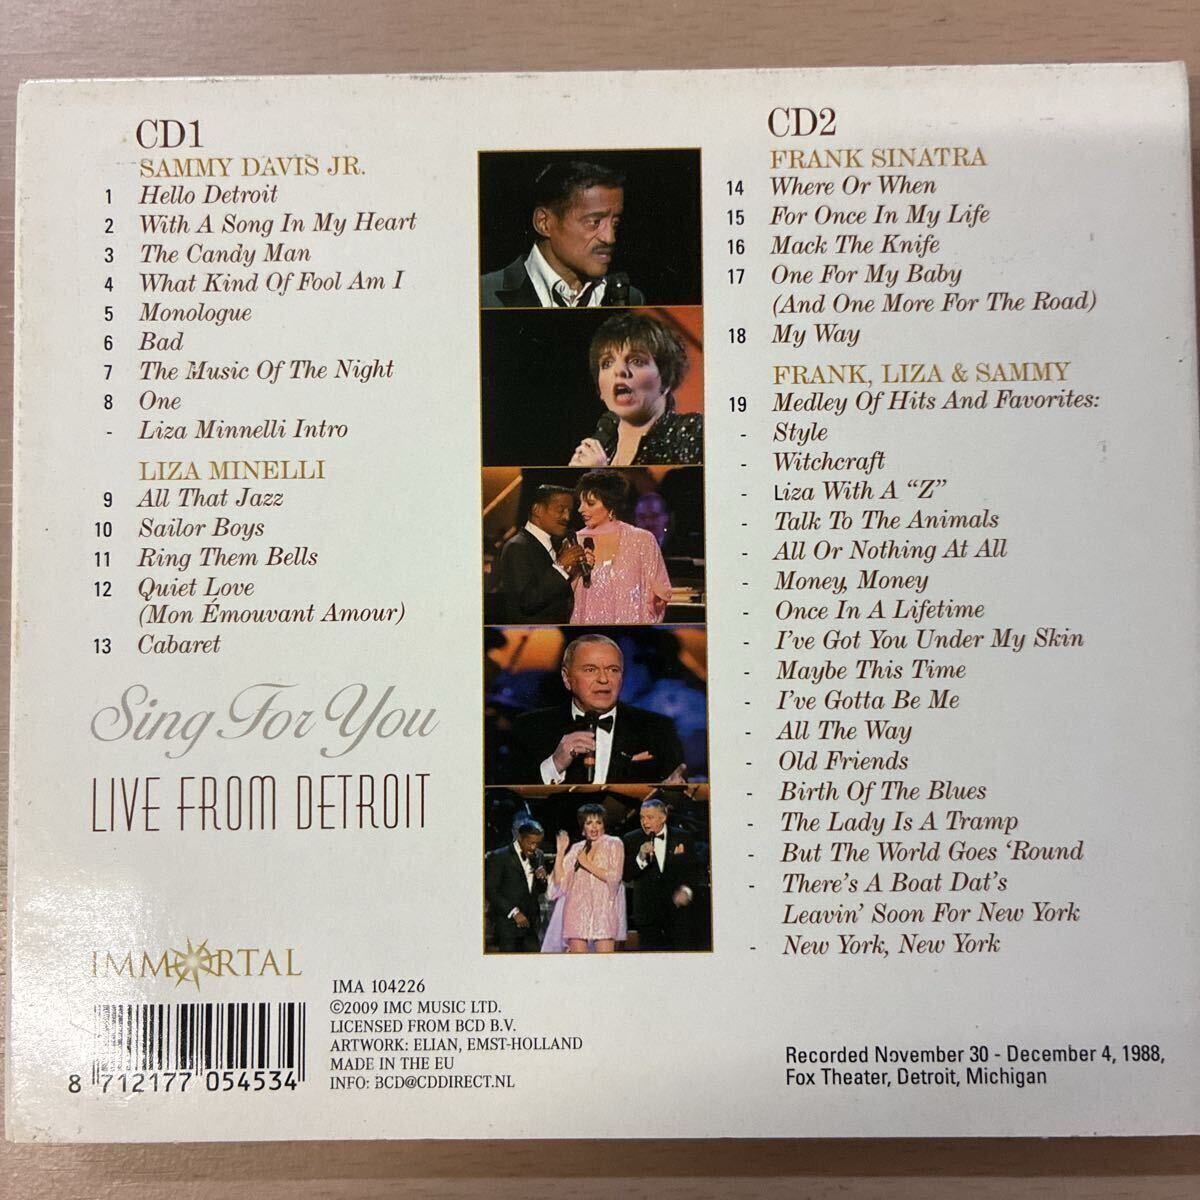 CD1
SAMMY DAVIS JR.
1 Hello Detroit
2 With A Song In My Heart
3 The Candy Man
4 What Kind Of Fool Am I
5 Monologue
6 Bad
7 The Music Of The Night
8 One
- Liza Minnelli Intro
LIZA MINELLI
9 All That Jazz
10 Sailor Boys
11 Ring Them Bells
12 Quiet Love
(Mon Émouvant Amour)
13 Cabaret
Sing For You
LIVE FROM DETROIT
IMMORTAL
8 712177 054534
IMA 104226
©2009 IMC MUSIC LTD.
LICENSED FROM BCD B.V.
ARTWORK: ELIAN, EMST-HOLLAND
MADE IN THE EU
INFO: BCD@CDDIRECT.NL
CD2
FRANK SINATRA
14 Where Or When
15 For Once In My Life
16 Mack The Knife
17 One For My Baby
(And One More For The Road)
18 My Way
FRANK, LIZA & SAMMY
19 Medley Of Hits And Favorites:
- Style
- Witchcraft
- Liza With A “Z”
- Talk To The Animals
- All Or Nothing At All
- Money, Money
- Once In A Lifetime
- I’ve Got You Under My Skin
- Maybe This Time
- I’ve Gotta Be Me
- All The Way
- Old Friends
- Birth Of The Blues
- The Lady Is A Tramp
- But The World Goes ‘Round
- There’s A Boat Dat’s
Leavin’ Soon For New York
- New York, New York
Recorded November 30 - December 4, 1988,
Fox Theater, Detroit, Michigan